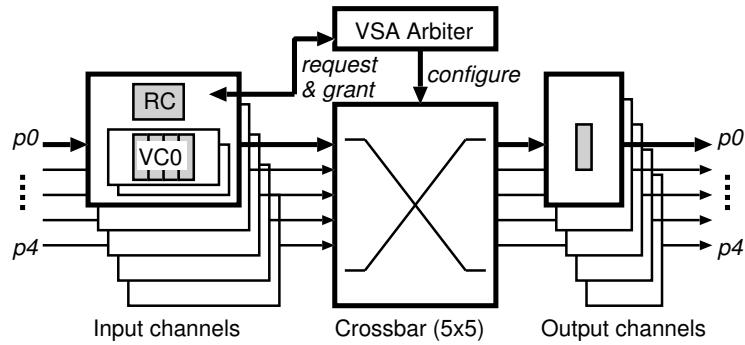 VSA Arbiter
request
& grant
configure
RC
p0
VC0
p4
p0
p4
Input channels
Crossbar (5x5)
Output channels